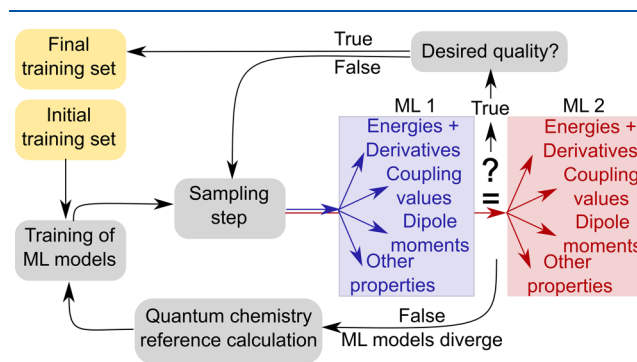 Final
training set
True
False
Desired quality?
Initial
training set
ML 1
True
ML 2
Energies +
Derivatives
Coupling
values
Dipole
moments
Other
properties
?
=
Energies +
Derivatives
Coupling
values
Dipole
moments
Other
properties
Sampling
step
Training of
ML models
Quantum chemistry
reference calculation
False
ML models diverge